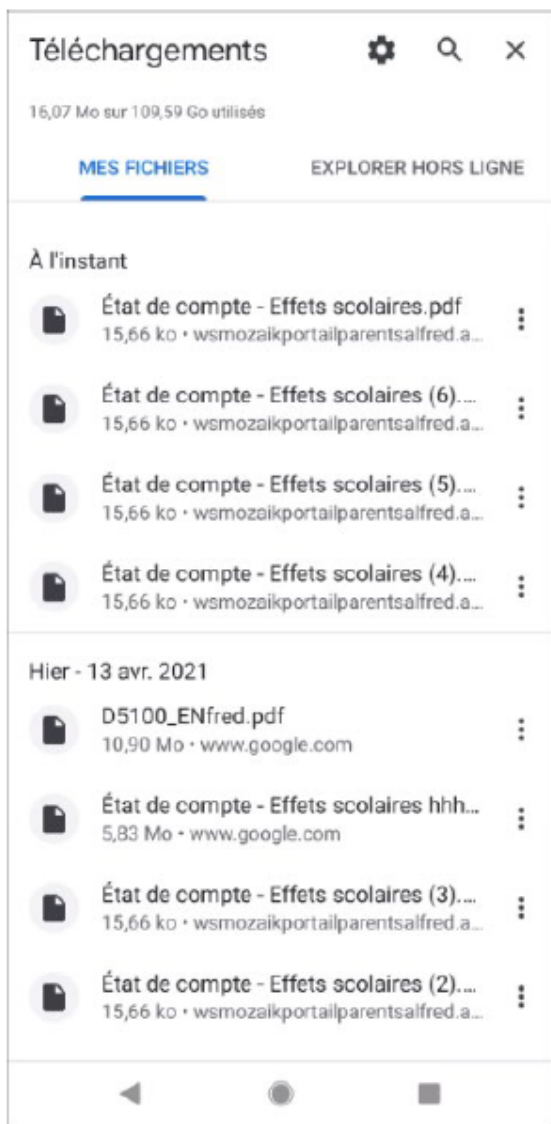 Téléchargements
16,07 Mo sur 109,59 Go utilisés
MES FICHIERS EXPLORER HORS LIGNE
À l'instant
État de compte - Effets scolaires.pdf
15,66 ko • wsmozaikportailparentsalfred.a...
État de compte - Effets scolaires (6)....
15,66 ko • wsmozaikportailparentsalfred.a...
État de compte - Effets scolaires (5)....
15,66 ko • wsmozaikportailparentsalfred.a...
État de compte - Effets scolaires (4)....
15,66 ko • wsmozaikportailparentsalfred.a...
Hier - 13 avr. 2021
D5100_ENfred.pdf
10,90 Mo • www.google.com
État de compte - Effets scolaires hhh...
5,83 Mo • www.google.com
État de compte - Effets scolaires (3)....
15,66 ko • wsmozaikportailparentsalfred.a...
État de compte - Effets scolaires (2)....
15,66 ko • wsmozaikportailparentsalfred.a...